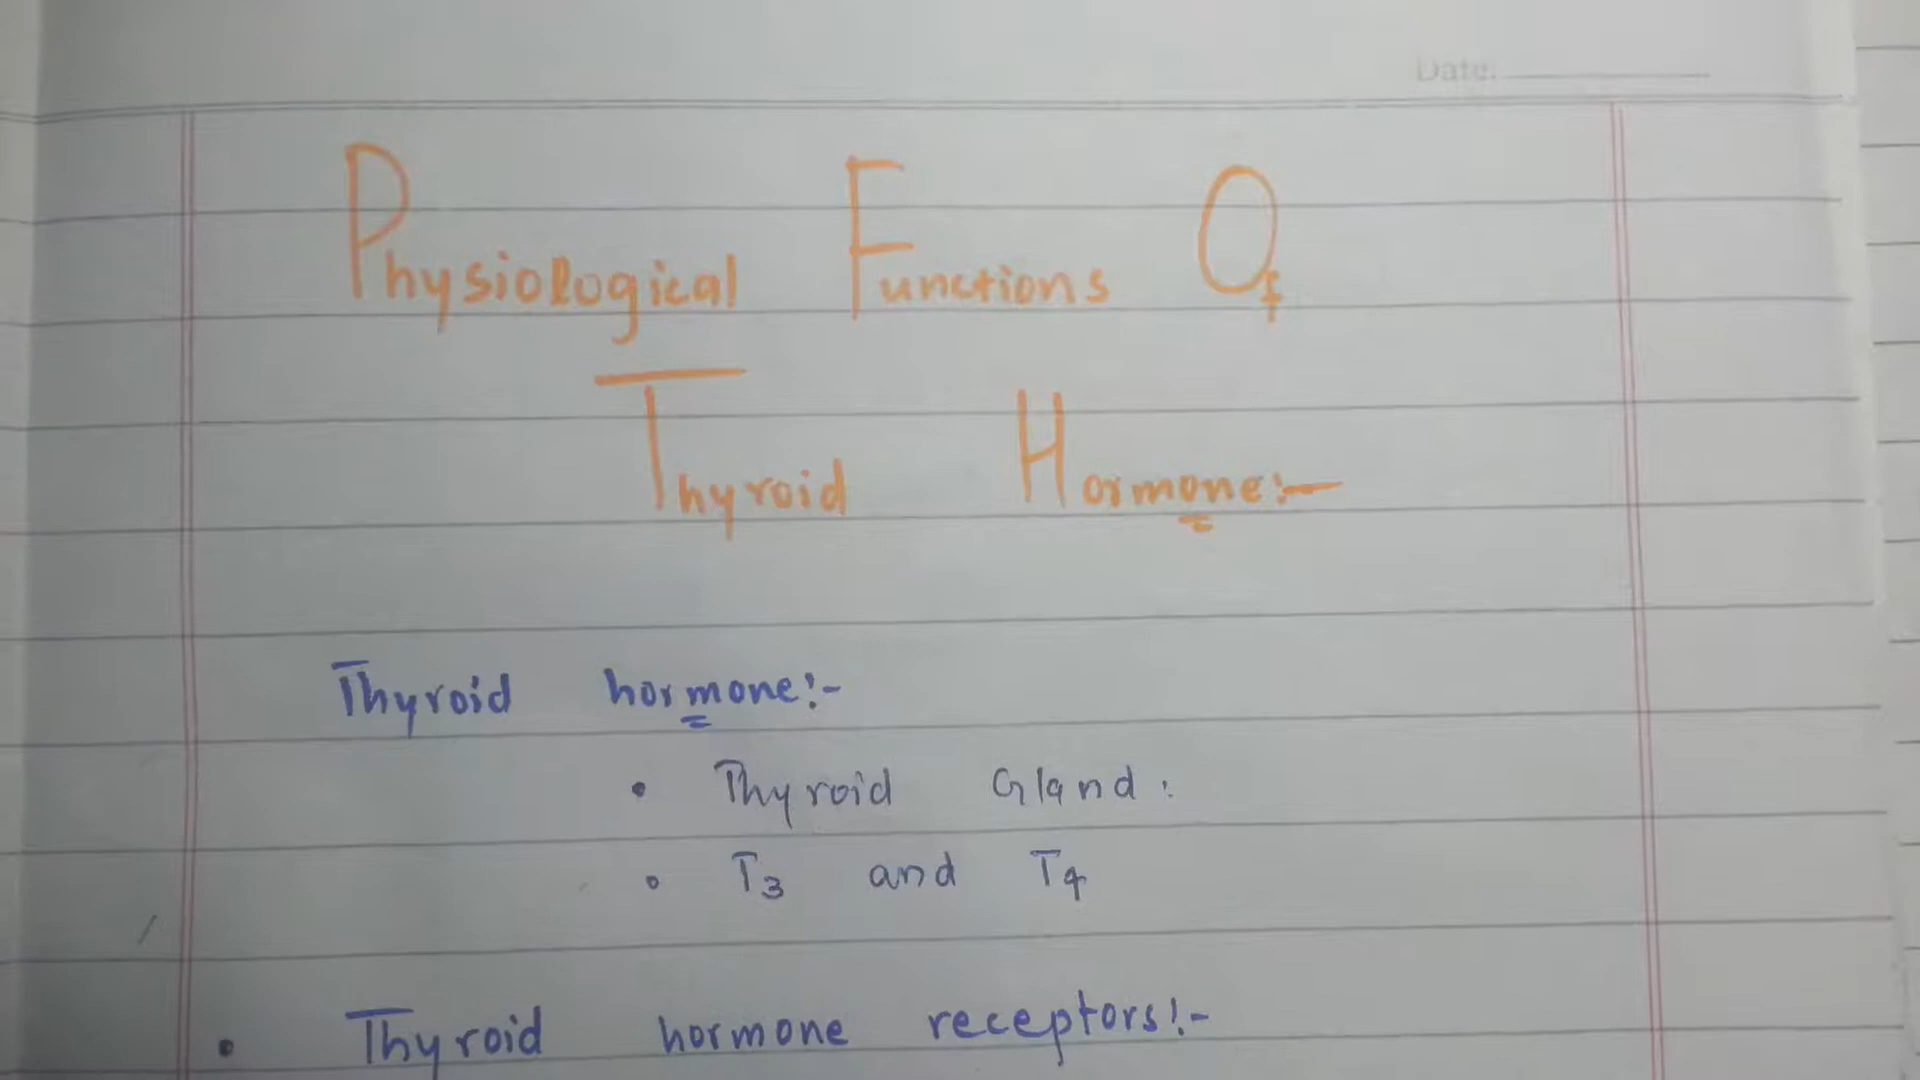 Date:
Physiological Functions Of
Thyroid Hormone:-
Thyroid hormone:-
• Thyroid Gland:
• T3 and T4
• Thyroid hormone receptors:-